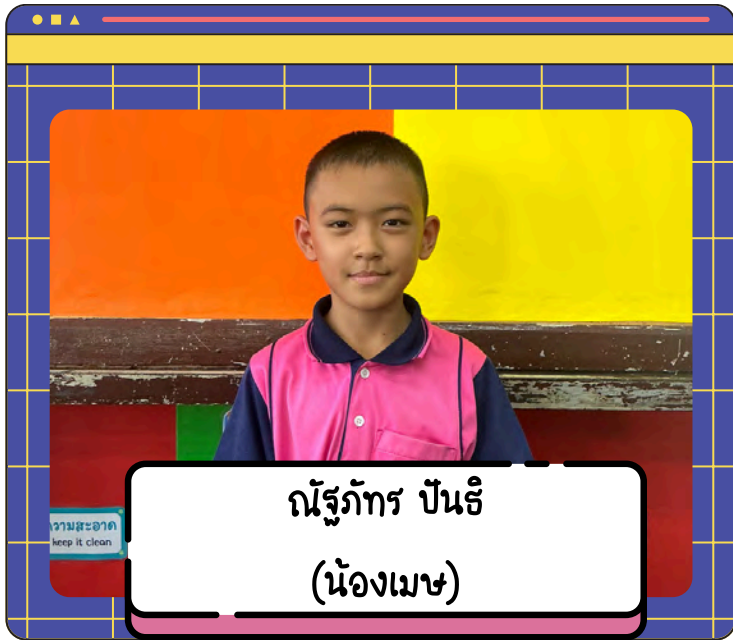 ณัฐภัทร ปันธิ
(น้องเมษ)
วามสะอาด
keep it clean